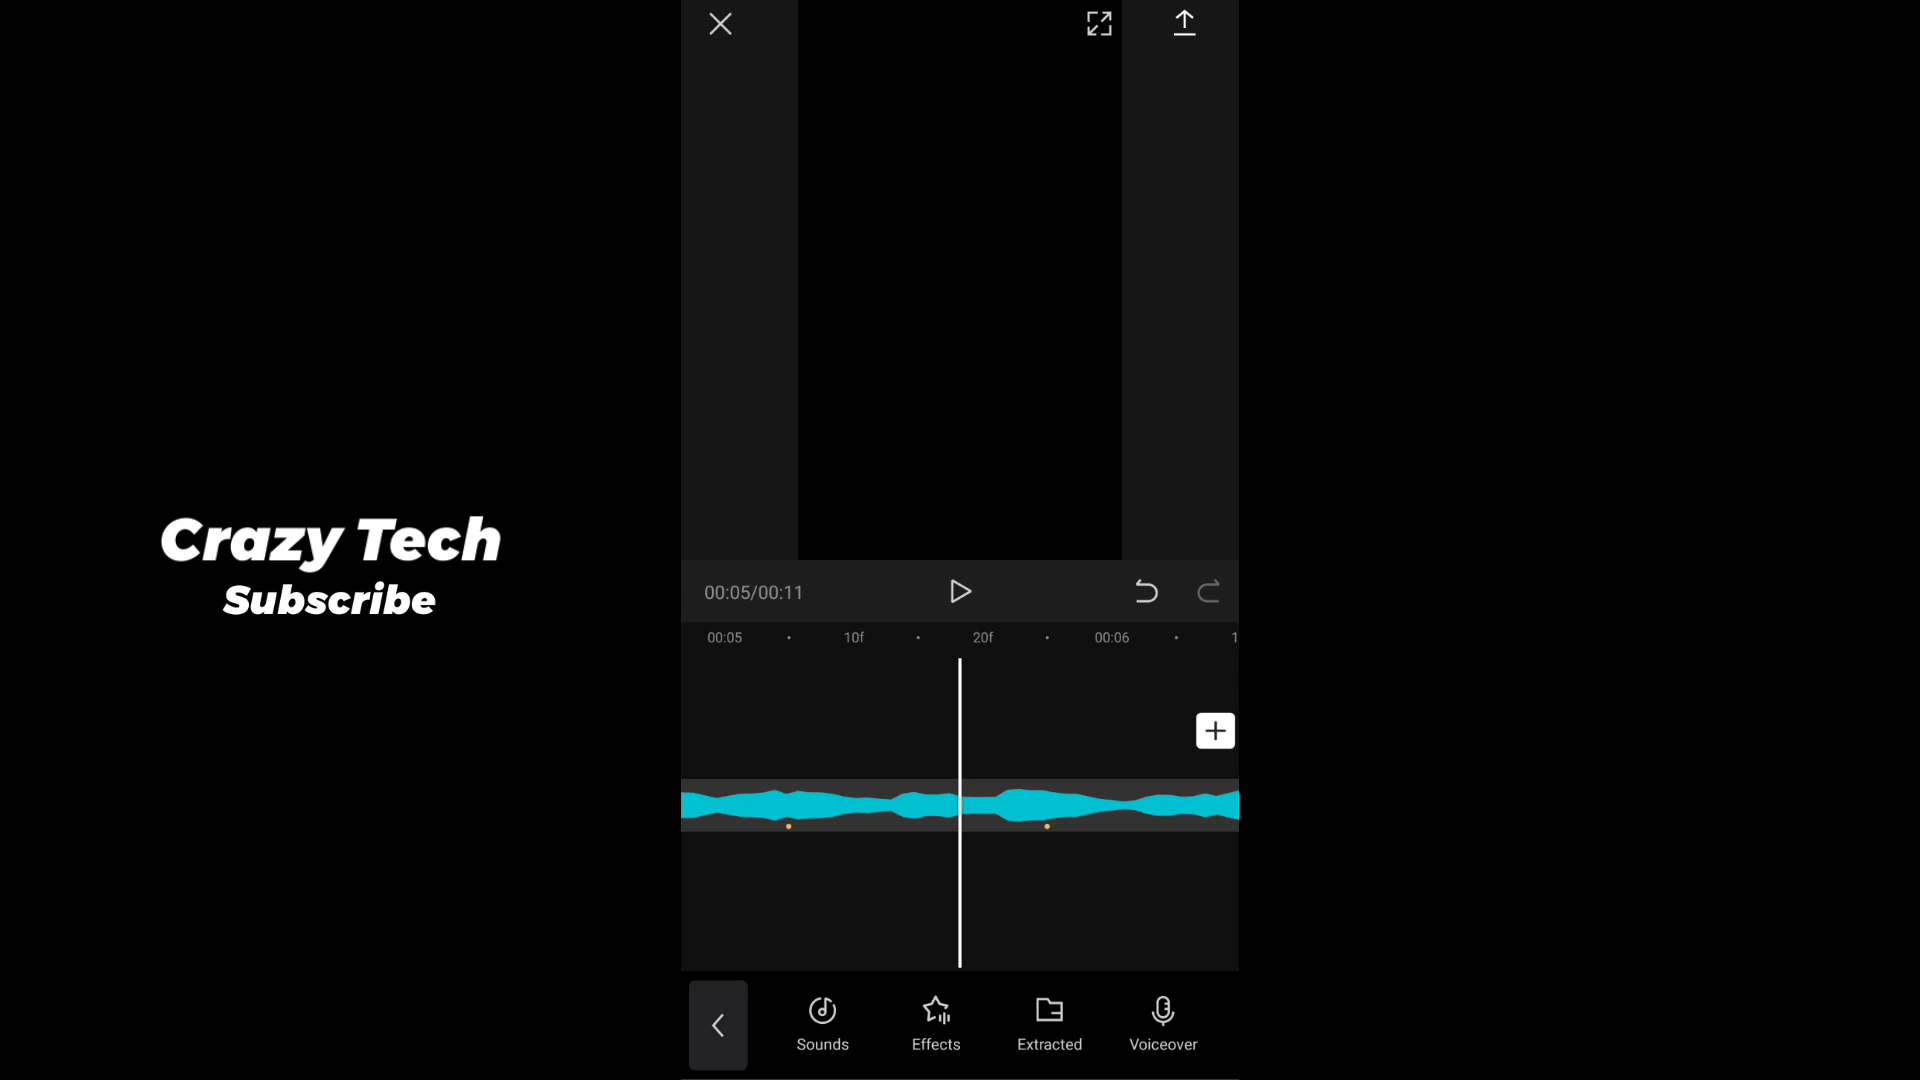 Crazy Tech
Subscribe
00:05/00:11
00:05 10f 20f 00:06 1
Sounds Effects Extracted Voiceover